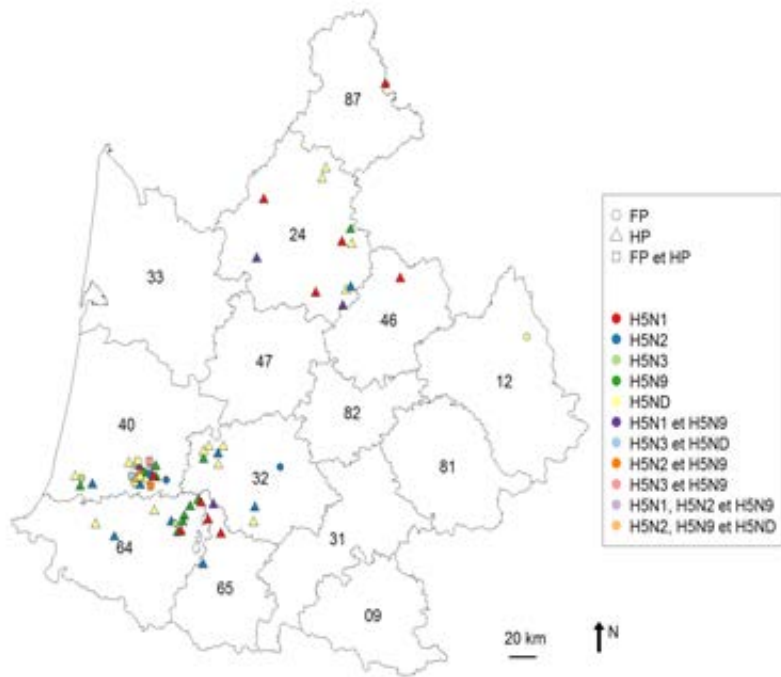 87
24
33
46
47
12
82
40
32
81
31
64
65
09
FP
HP
FP et HP
H5N1
H5N2
H5N3
H5N9
H5ND
H5N1 et H5N9
H5N3 et H5ND
H5N2 et H5N9
H5N3 et H5N9
H5N1, H5N2 et H5N9
H5N2, H5N9 et H5ND
20 km
N